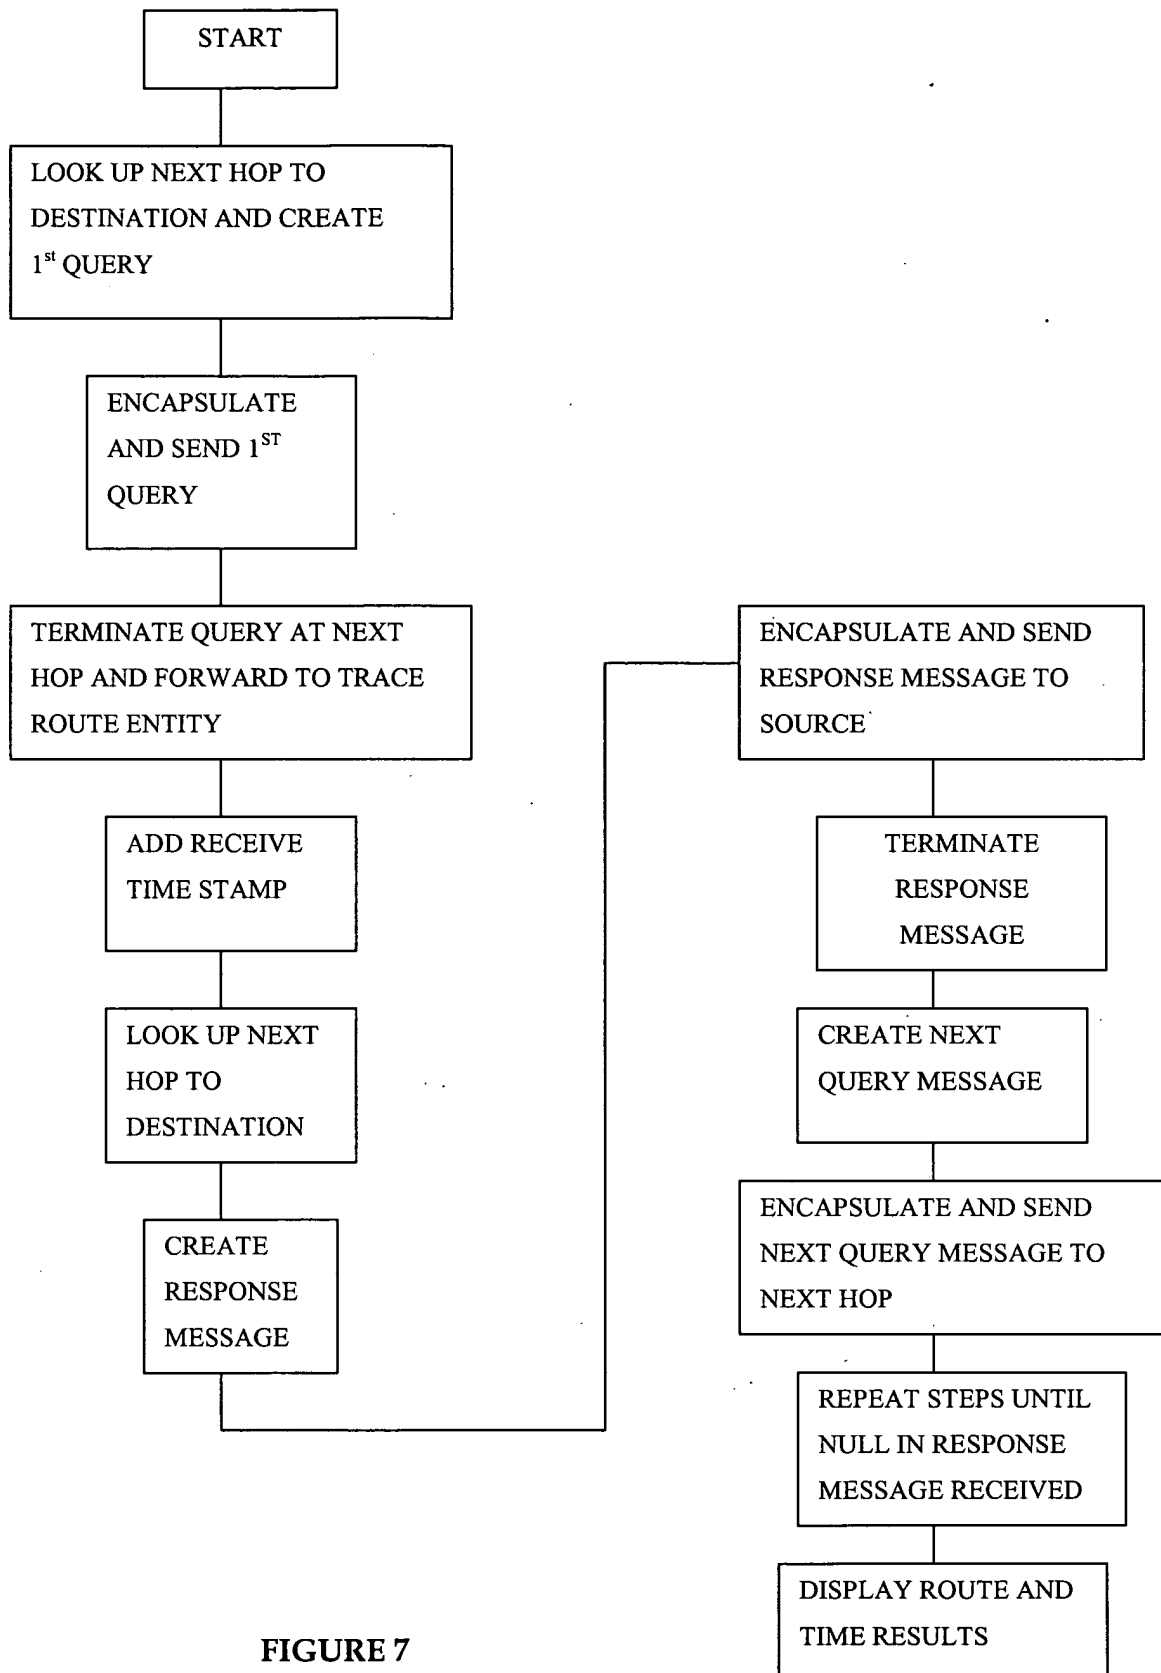 START
LOOK UP NEXT HOP TO
DESTINATION AND CREATE
1st QUERY
ENCAPSULATE
AND SEND 1ST
QUERY
TERMINATE QUERY AT NEXT
HOP AND FORWARD TO TRACE
ROUTE ENTITY
ADD RECEIVE
TIME STAMP
LOOK UP NEXT
HOP TO
DESTINATION
CREATE
RESPONSE
MESSAGE
ENCAPSULATE AND SEND
RESPONSE MESSAGE TO
SOURCE
TERMINATE
RESPONSE
MESSAGE
CREATE NEXT
QUERY MESSAGE
ENCAPSULATE AND SEND
NEXT QUERY MESSAGE TO
NEXT HOP
REPEAT STEPS UNTIL
NULL IN RESPONSE
MESSAGE RECEIVED
DISPLAY ROUTE AND
TIME RESULTS
FIGURE 7